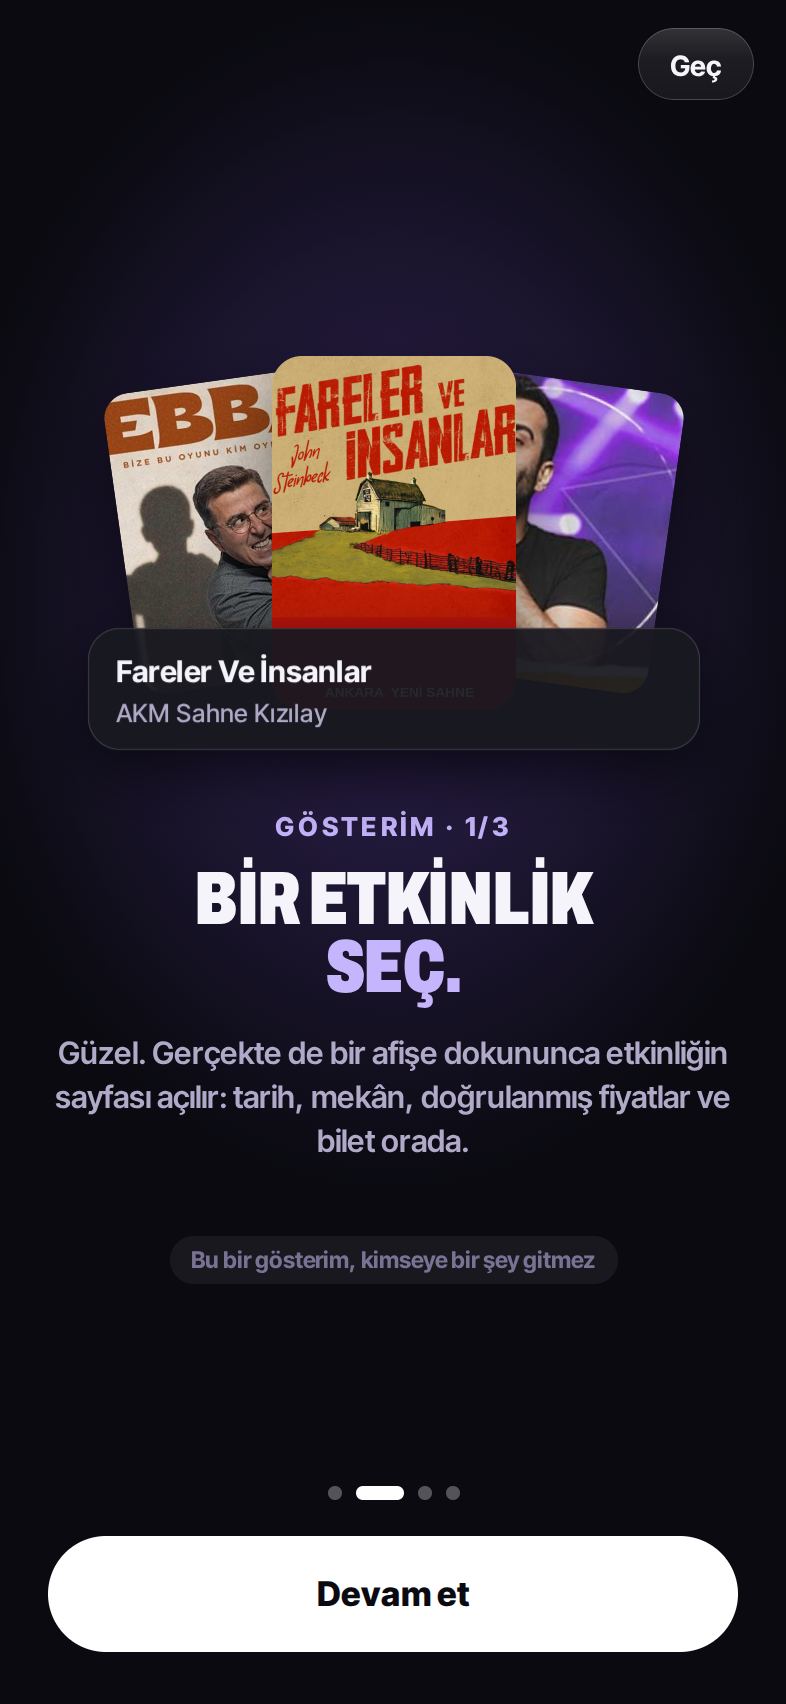 Geç
EBB
BİZE BU OYUNU KİM
FARELER VE
İNSANLAR
John
Steinbeck
Fareler Ve İnsanlar
ANKARA YENİ SAHNE
AKM Sahne Kızılay
GÖSTERİM · 1/3
BİR ETKİNLİK
SEÇ.
Güzel. Gerçekte de bir afişe dokununca etkinliğin
sayfası açılır: tarih, mekân, doğrulanmış fiyatlar ve
bilet orada.
Bu bir gösterim, kimseye bir şey gitmez
Devam et